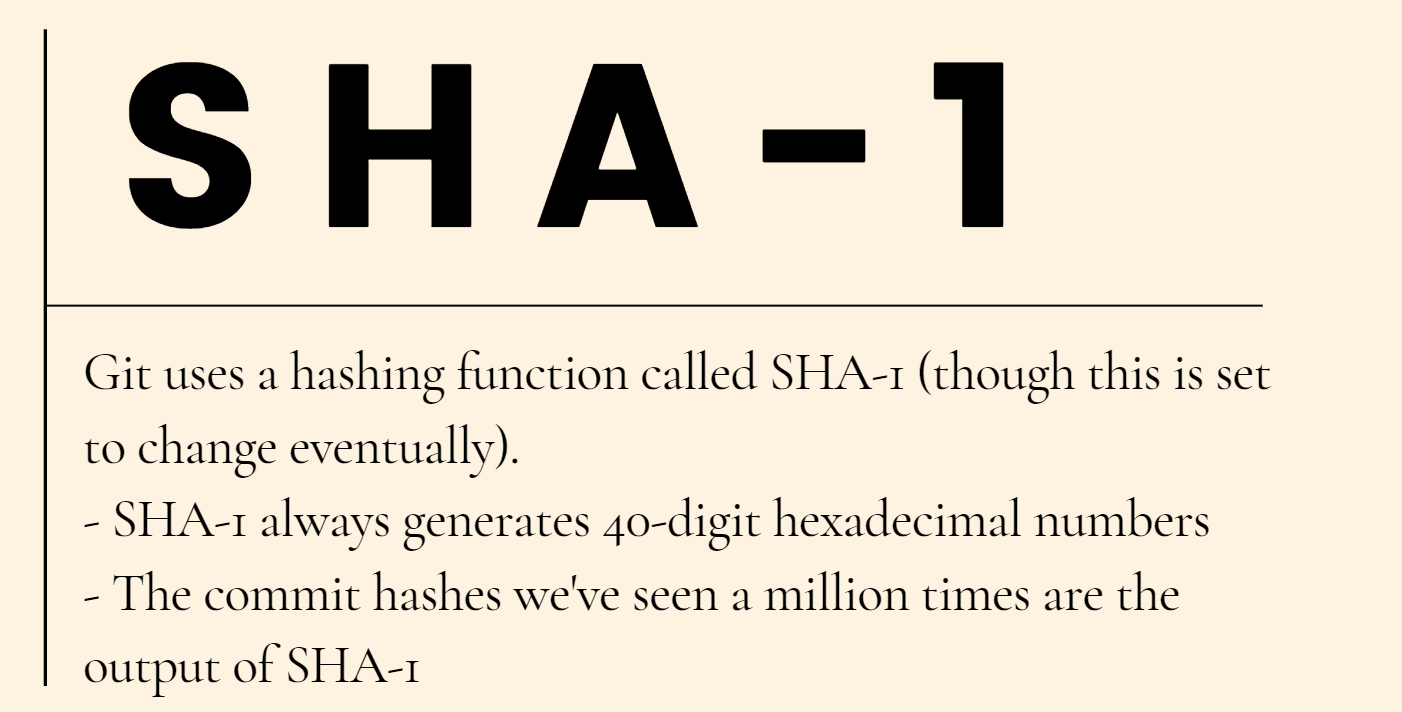 SHA-1
Git uses a hashing function called SHA-1 (though this is set
to change eventually).
- SHA-1 always generates 40-digit hexadecimal numbers
- The commit hashes we've seen a million times are the
output of SHA-1